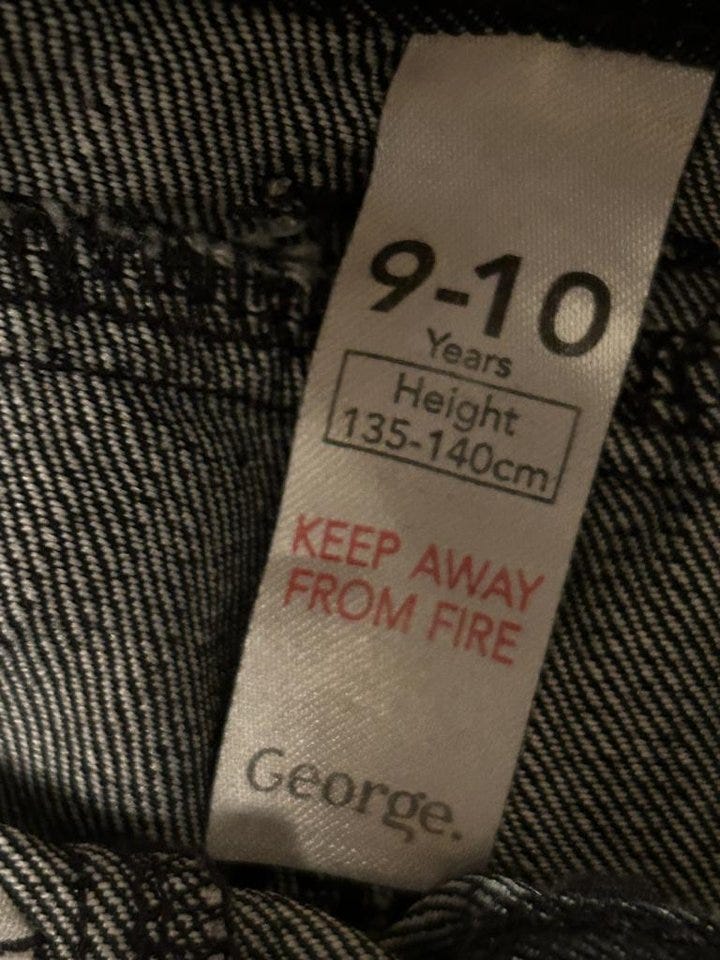 9-10
Years
Height
135-140cm
KEEP AWAY
FROM FIRE
George.